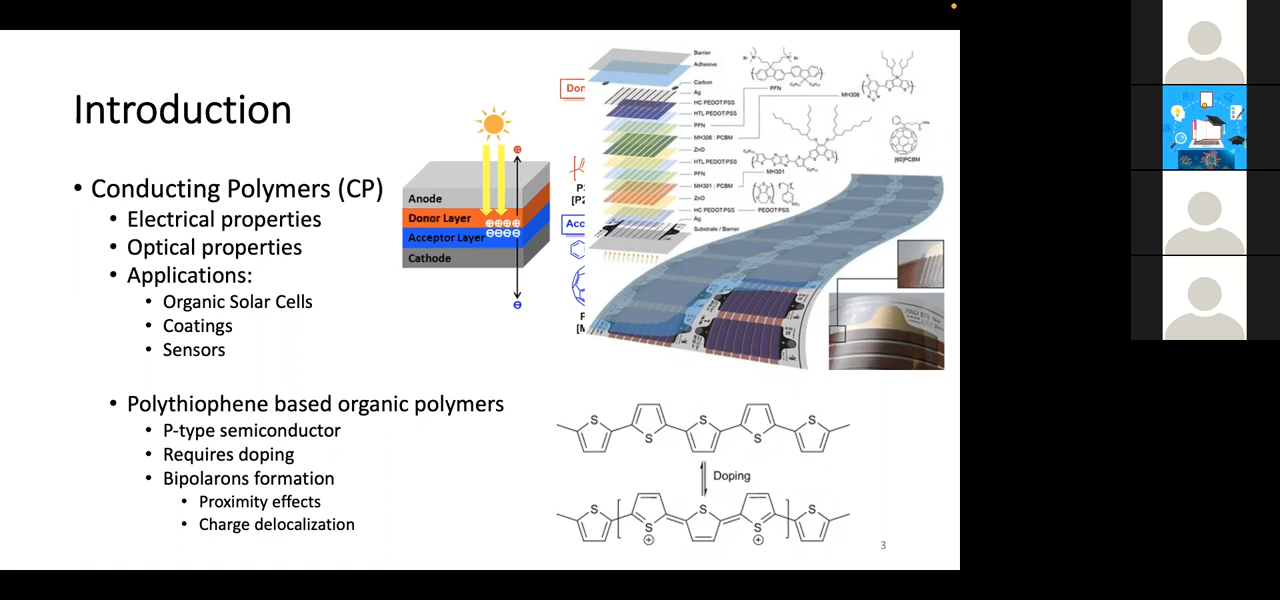 Introduction
• Conducting Polymers (CP)
• Electrical properties
• Optical properties
• Applications:
• Organic Solar Cells
• Coatings
• Sensors
• Polythiophene based organic polymers
• P-type semiconductor
• Requires doping
• Bipolarons formation
• Proximity effects
• Charge delocalization
Anode
Donor Layer
Acceptor Layer
Cathode
Don
Acc
Barrier
Adhesive
Carbon
Ag
HC PEDOT:PSS
HTL PEDOT:PSS
PFN
MH306 : PCBM
ZnO
HTL PEDOT:PSS
PFN
MH301 : PCBM
ZnO
HC PEDOT:PSS
Ag
Substrate / Barrier
PFN
MH306
MH301
[60]PCBM
PEDOT:PSS
S
S
S
S
S
Doping
S
S
S
S
S
3